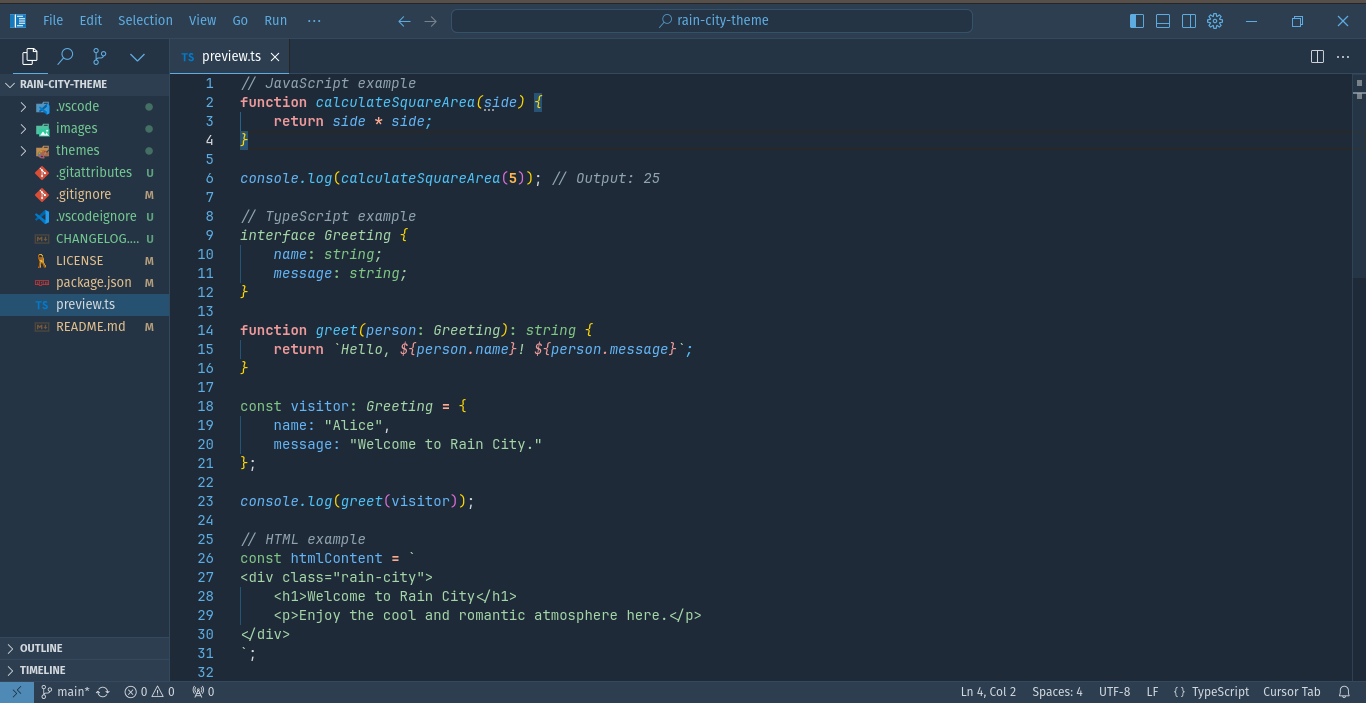 File Edit Selection View Go Run ···
rain-city-theme
TS preview.ts
RAIN-CITY-THEME
.vscode
images
themes
.gitattributes U
.gitignore M
.vscodeignore U
CHANGELOG.... U
LICENSE M
package.json M
TS preview.ts
README.md M
OUTLINE
TIMELINE
1 // JavaScript example
2 function calculateSquareArea(side) {
3     return side * side;
4 }
5
6 console.log(calculateSquareArea(5)); // Output: 25
7
8 // TypeScript example
9 interface Greeting {
10     name: string;
11     message: string;
12 }
13
14 function greet(person: Greeting): string {
15     return `Hello, ${person.name}! ${person.message}`;
16 }
17
18 const visitor: Greeting = {
19     name: "Alice",
20     message: "Welcome to Rain City."
21 };
22
23 console.log(greet(visitor));
24
25 // HTML example
26 const htmlContent = `
27 <div class="rain-city">
28     <h1>Welcome to Rain City</h1>
29     <p>Enjoy the cool and romantic atmosphere here.</p>
30 </div>
31 `;
32
main* 0 0 0 Ln 4, Col 2 Spaces: 4 UTF-8 LF {} TypeScript Cursor Tab